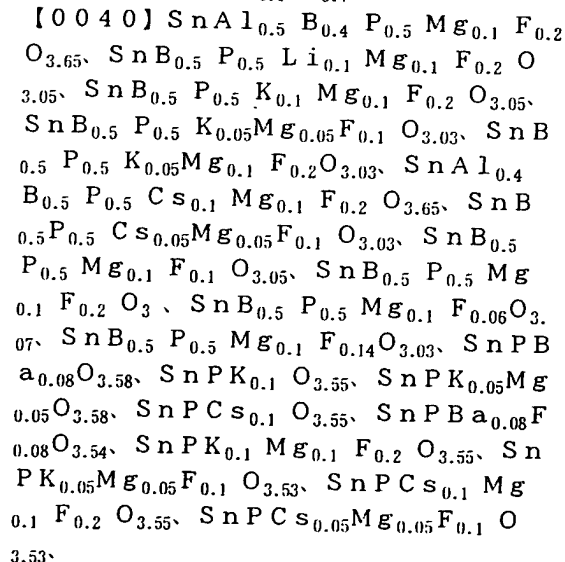 【0040】SnAl0.5 B0.4 P0.5 Mg0.1 F0.2
O3.65、SnB0.5 P0.5 Li0.1 Mg0.1 F0.2 O
3.05、SnB0.5 P0.5 K0.1 Mg0.1 F0.2 O3.05、
SnB0.5 P0.5 K0.05Mg0.05F0.1 O3.03、SnB
0.5 P0.5 K0.05Mg0.1 F0.2O3.03、SnAl0.4
B0.5 P0.5 Cs0.1 Mg0.1 F0.2 O3.65、SnB
0.5P0.5 Cs0.05Mg0.05F0.1 O3.03、SnB0.5
P0.5 Mg0.1 F0.1 O3.05、SnB0.5 P0.5 Mg
0.1 F0.2 O3 、SnB0.5 P0.5 Mg0.1 F0.06O3.
07、SnB0.5 P0.5 Mg0.1 F0.14O3.03、SnPB
a0.08O3.58、SnPK0.1 O3.55、SnPK0.05Mg
0.05O3.58、SnPCs0.1 O3.55、SnPBa0.08F
0.08O3.54、SnPK0.1 Mg0.1 F0.2 O3.55、Sn
PK0.05Mg0.05F0.1 O3.53、SnPCs0.1 Mg
0.1 F0.2 O3.55、SnPCs0.05Mg0.05F0.1 O
3.53、